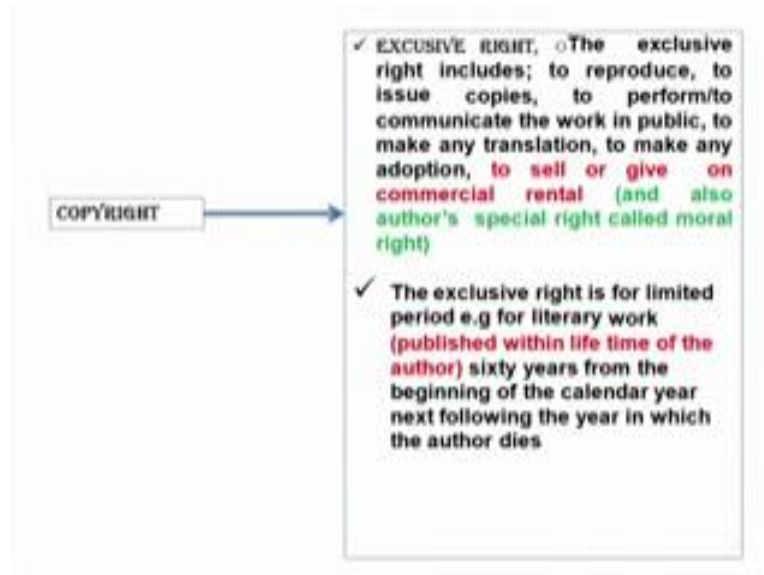 COPYRIGHT
✓ EXCUSIVE RIGHT, oThe exclusive
right includes; to reproduce, to
issue copies, to perform/to
communicate the work in public, to
make any translation, to make any
adoption, to sell or give on
commercial rental (and also
author's special right called moral
right)
✓ The exclusive right is for limited
period e.g for literary work
(published within life time of the
author) sixty years from the
beginning of the calendar year
next following the year in which
the author dies